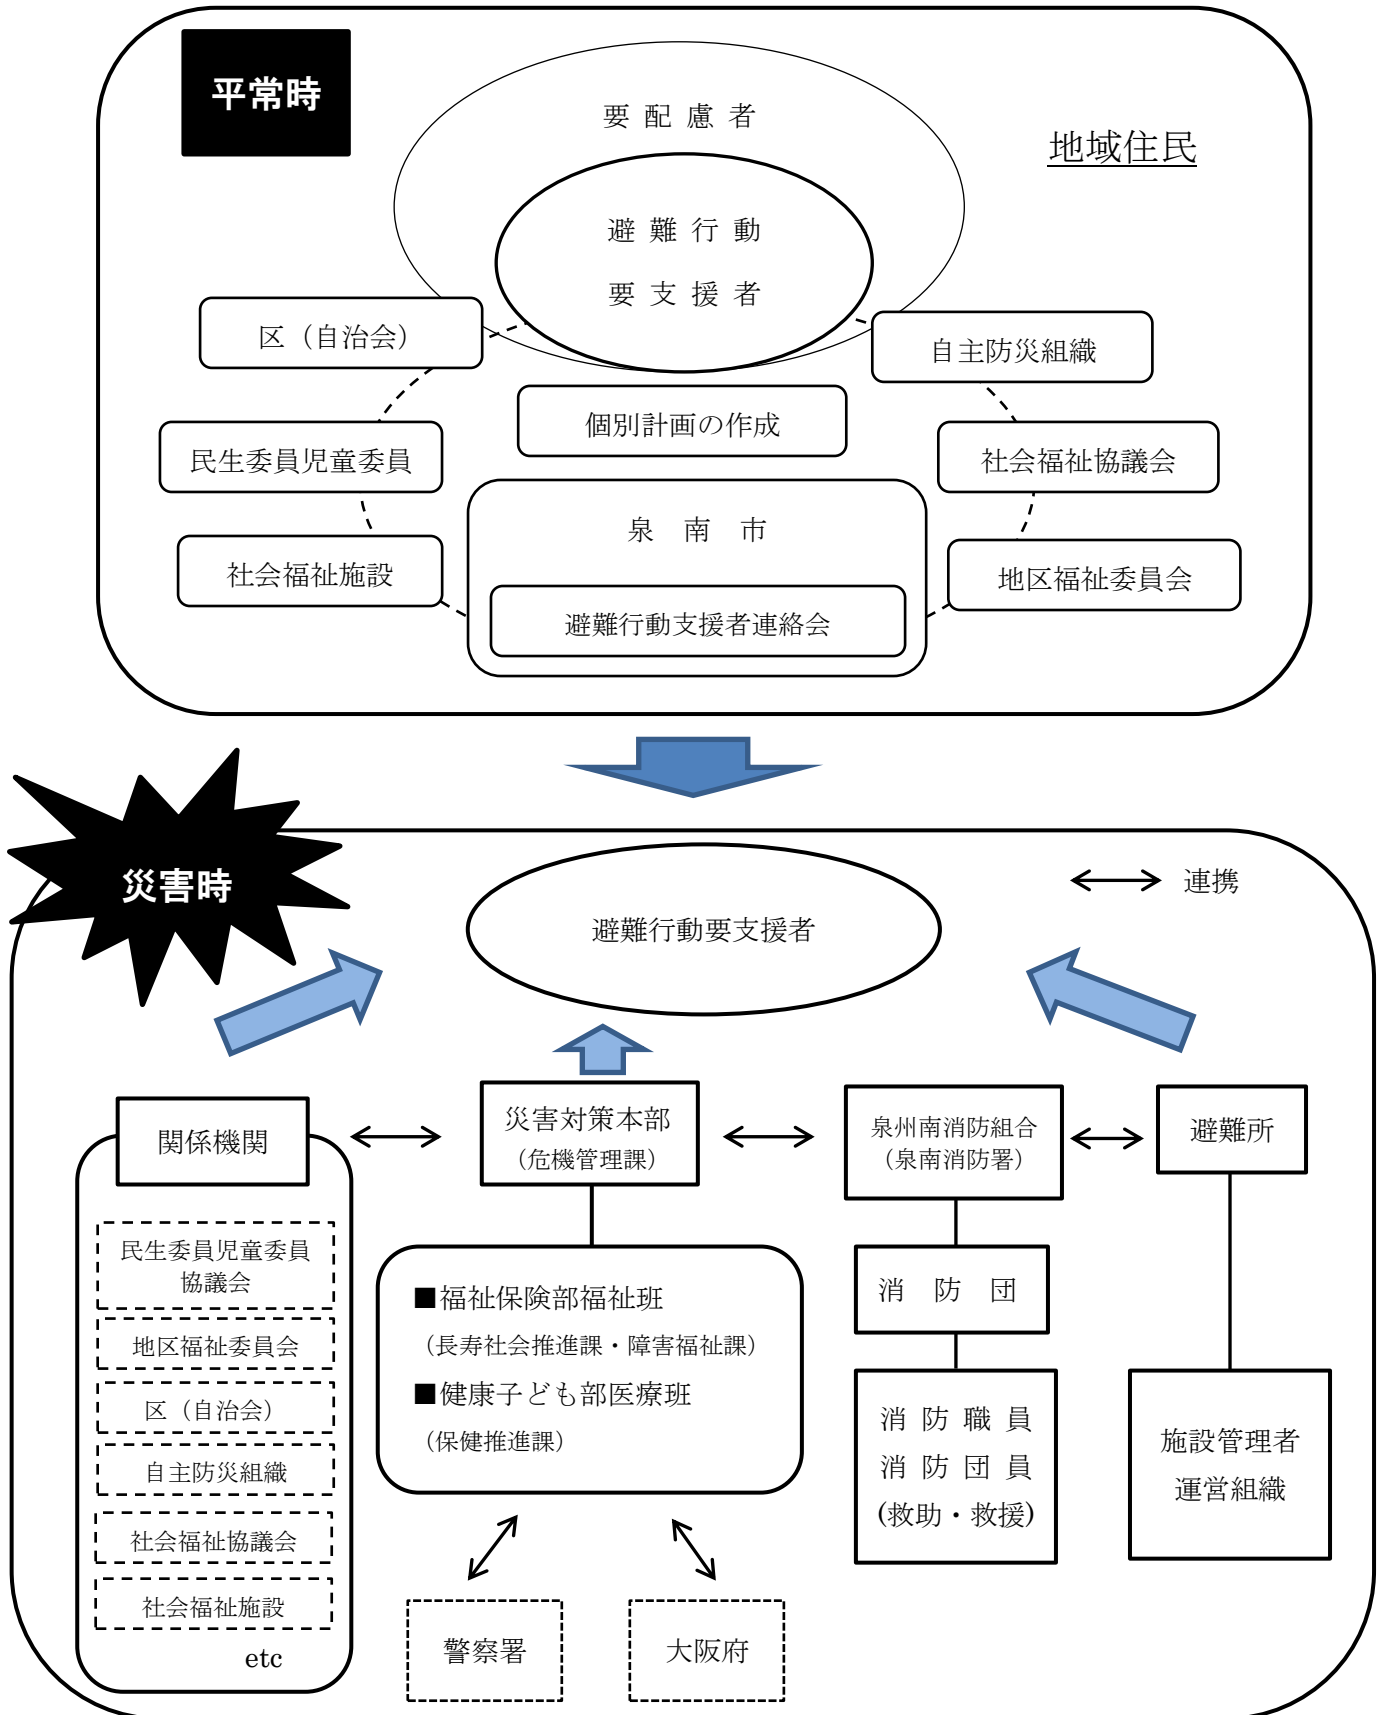 平常時
要配慮者
地域住民
避難行動
要支援者
区（自治会）
自主防災組織
個別計画の作成
民生委員児童委員
社会福祉協議会
泉南市
社会福祉施設
地区福祉委員会
避難行動支援者連絡会
災害時
連携
避難行動要支援者
関係機関
災害対策本部
（危機管理課）
泉州南消防組合
（泉南消防署）
避難所
民生委員児童委員
協議会
地区福祉委員会
区（自治会）
自主防災組織
社会福祉協議会
社会福祉施設
etc
■福祉保険部福祉班
（長寿社会推進課・障害福祉課）
■健康子ども部医療班
（保健推進課）
消防団
消防職員
消防団員
(救助・救援)
施設管理者
運営組織
警察署
大阪府